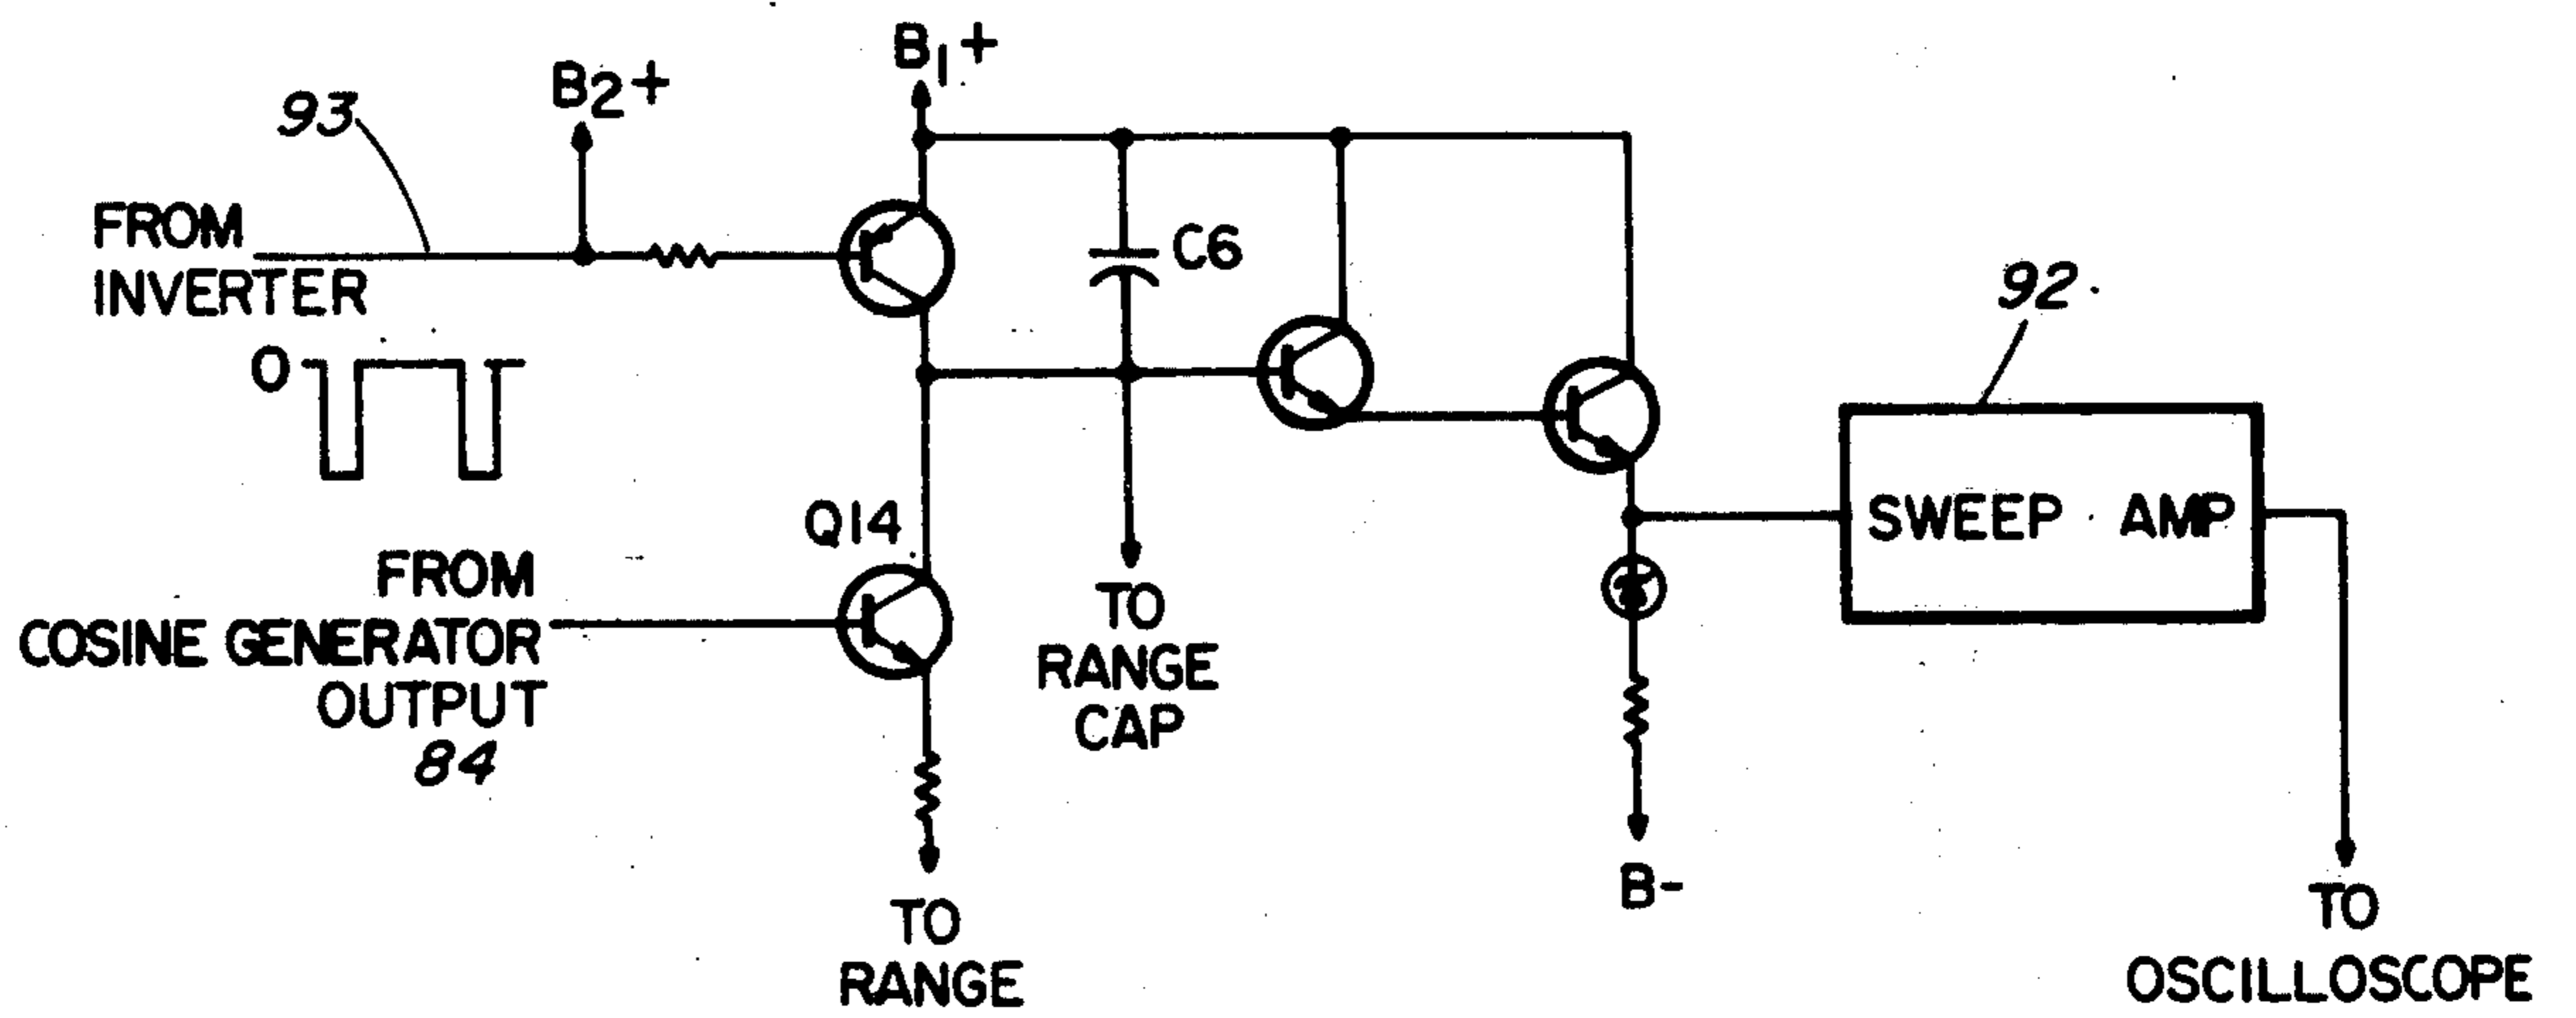 B1+
B2+
93
FROM
INVERTER
C6
92
0
Q14
SWEEP AMP
FROM
COSINE GENERATOR
OUTPUT
84
TO
RANGE
CAP
B-
TO
RANGE
TO
OSCILLOSCOPE